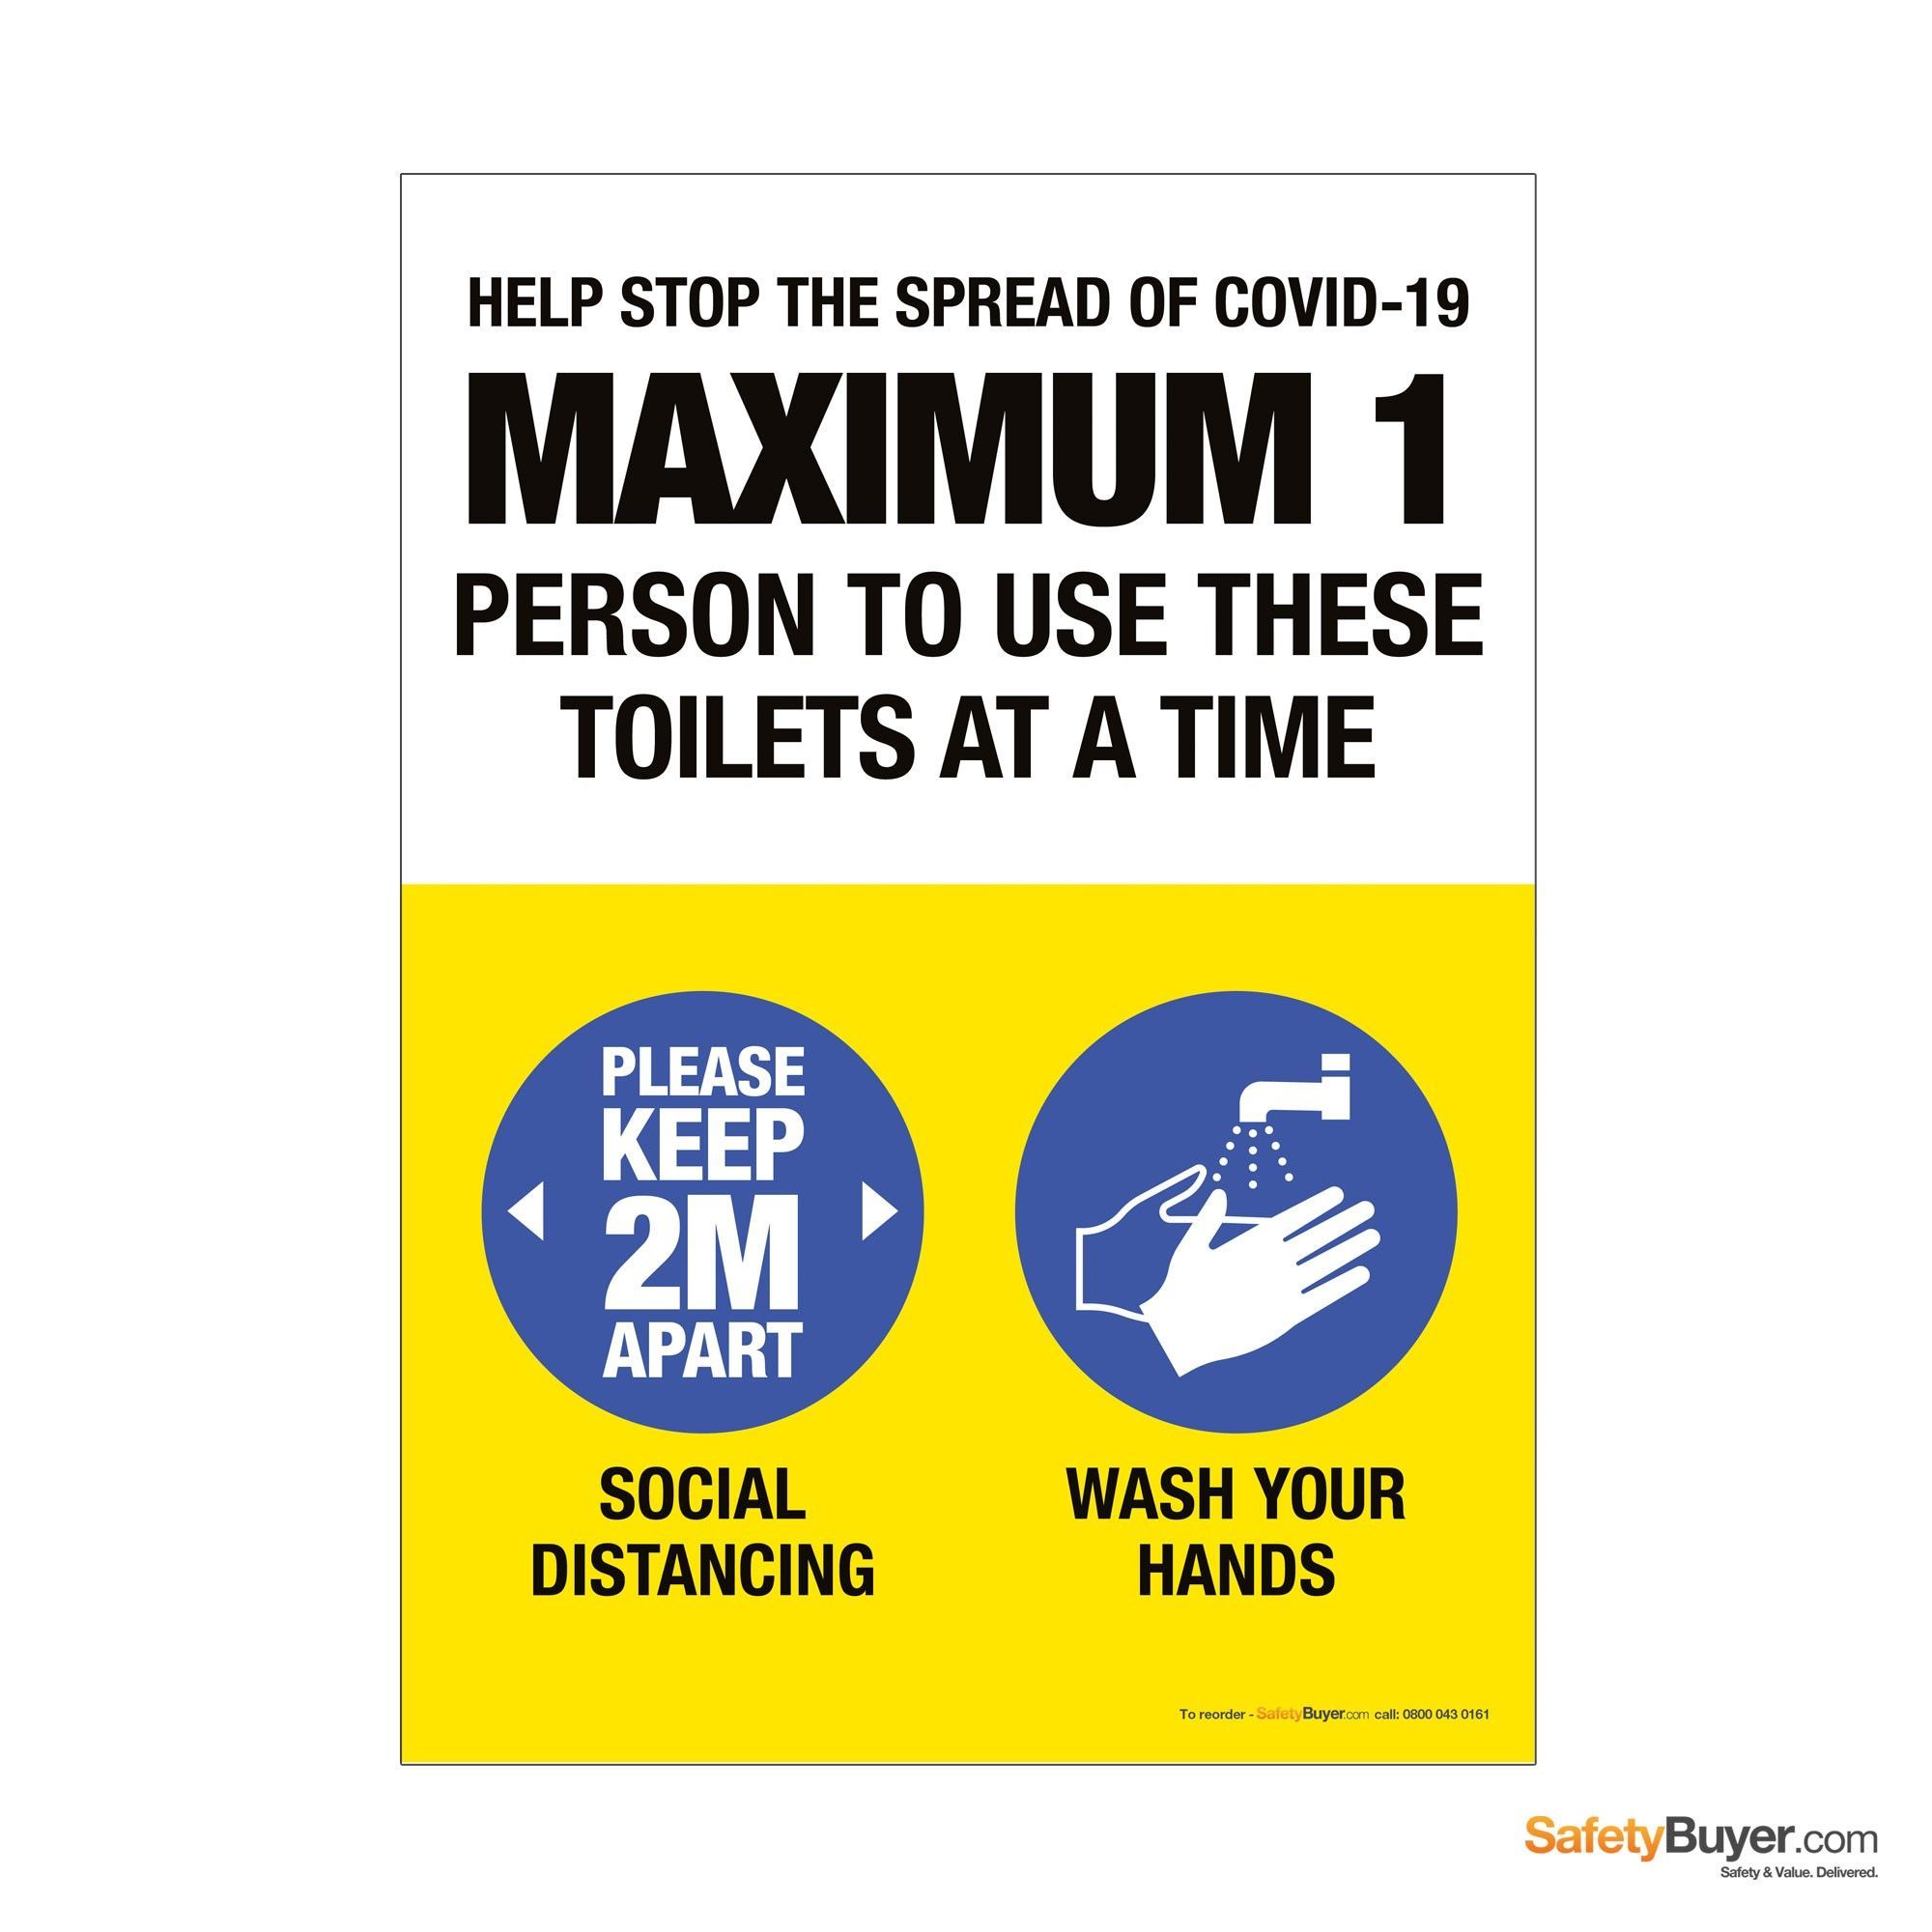 HELP STOP THE SPREAD OF COVID-19
MAXIMUM 1
PERSON TO USE THESE
TOILETS AT A TIME
PLEASE
KEEP
2M
APART
SOCIAL
DISTANCING
WASH YOUR
HANDS
To reorder - SafetyBuyer.com call: 0800 043 0161
SafetyBuyer.com
Safety & Value. Delivered.